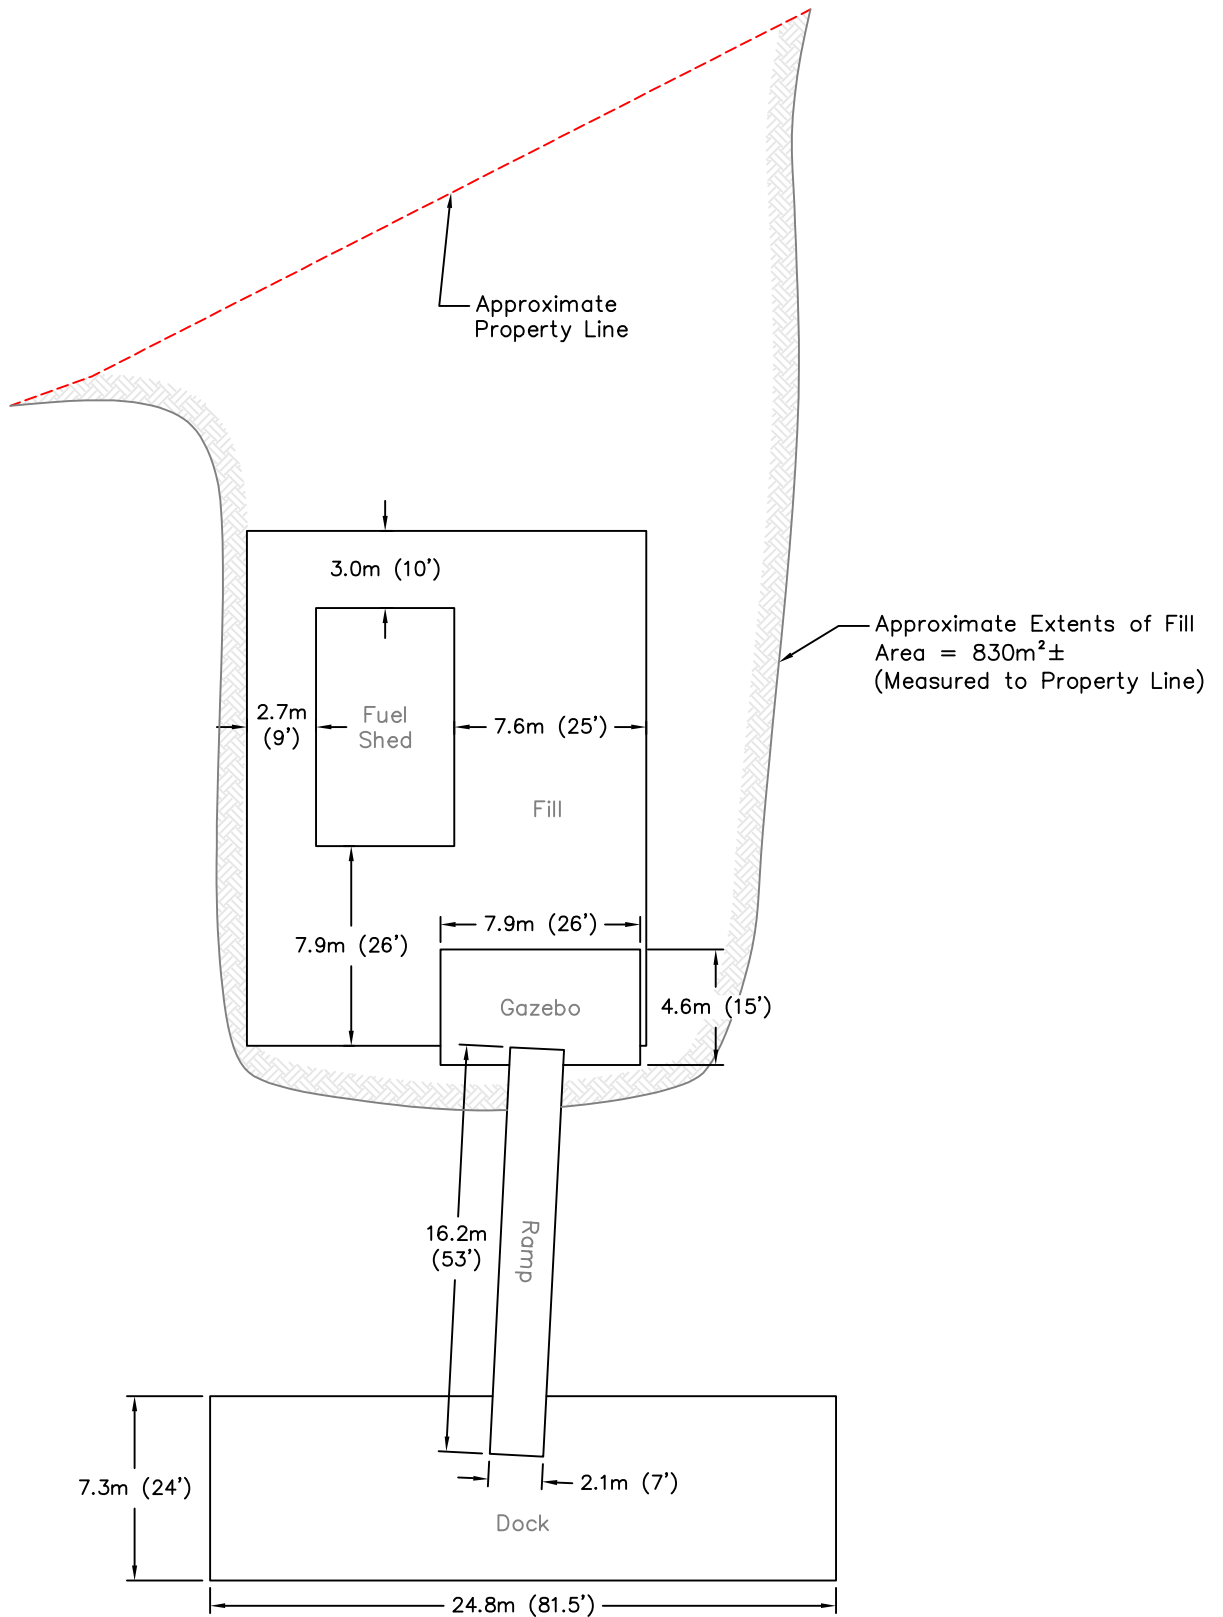 Approximate
Property Line
3.0m (10')
Approximate Extents of Fill
Area = 830m²±
(Measured to Property Line)
2.7m
(9')
Fuel
Shed
7.6m (25')
Fill
7.9m (26')
7.9m (26')
Gazebo
4.6m (15')
16.2m
(53')
Ramp
7.3m (24')
2.1m (7')
Dock
24.8m (81.5')